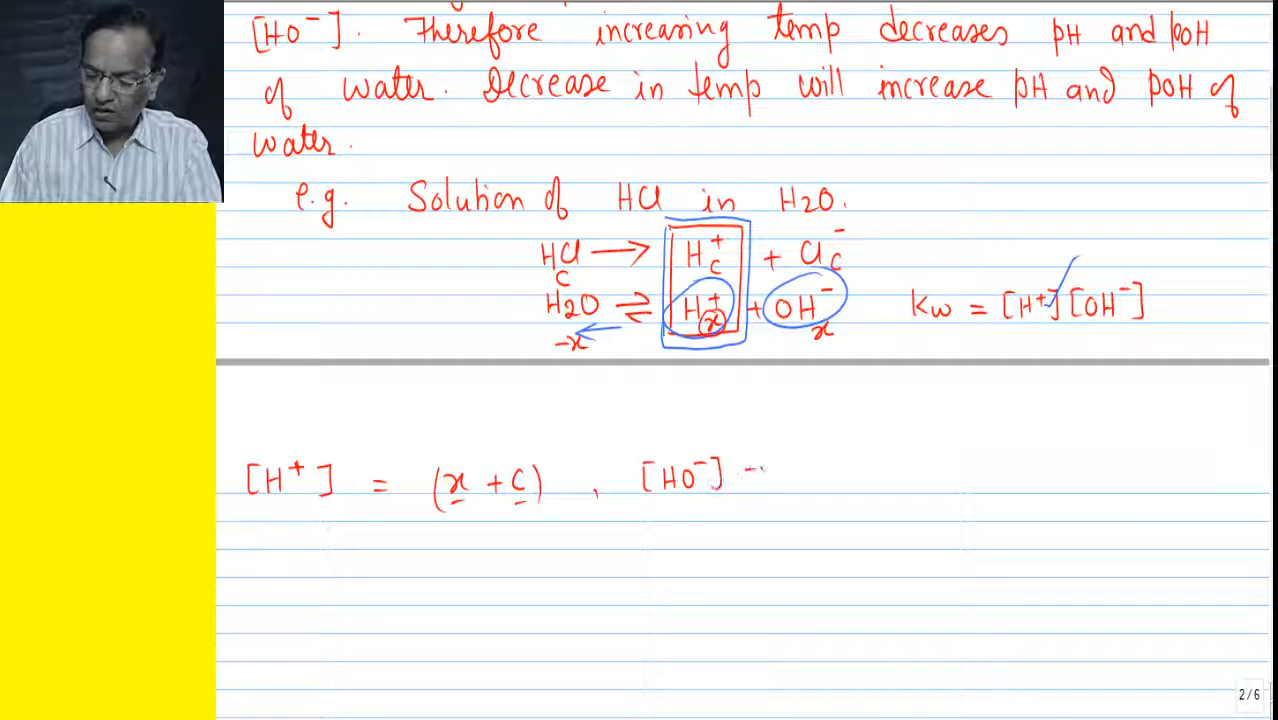 [HO⁻]. Therefore increasing temp decreases pH and pOH
of water. Decrease in temp will increase pH and pOH of
water.
e.g. Solution of HCl in H2O.
HCl → H⁺ + Cl⁻
C C C
H2O ⇌ H⁺ + OH⁻ Kw = [H⁺] [OH⁻]
-x x x
[H⁺] = (x + C) , [HO⁻]
2/6